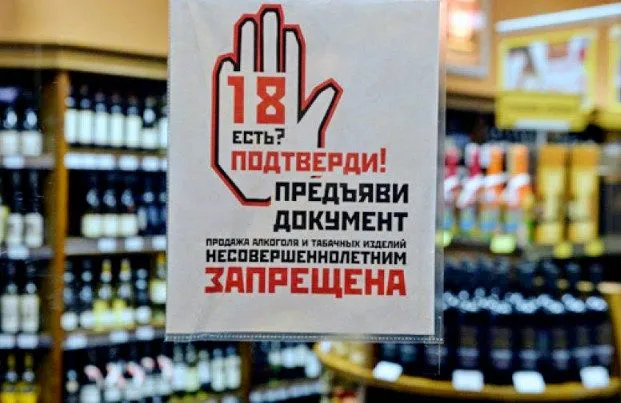 18
ЕСТЬ?
ПОДТВЕРДИ!
ПРЕДЪЯВИ
ДОКУМЕНТ
ПРОДАЖА АЛКОГОЛЯ И ТАБАЧНЫХ ИЗДЕЛИЙ
НЕСОВЕРШЕННОЛЕТНИМ
ЗАПРЕЩЕНА